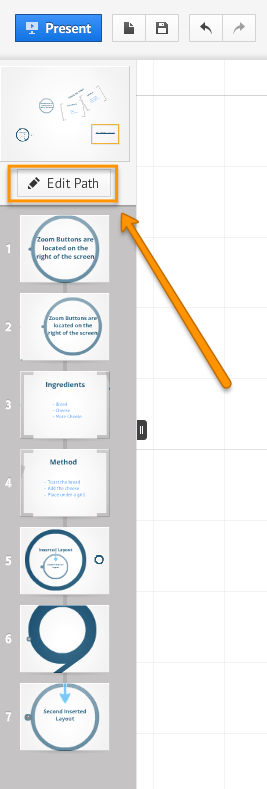 Present
Edit Path
1
Zoom Buttons are
located on the
right of the screen
2
Zoom Buttons are
located on the
right of the screen
3
Ingredients
- Bread
- Cheese
- More Cheese
4
Method
- Toast the bread
- Add the cheese
- Place under a grill
5
Inserted Layout
6
7
Second Inserted
Layout